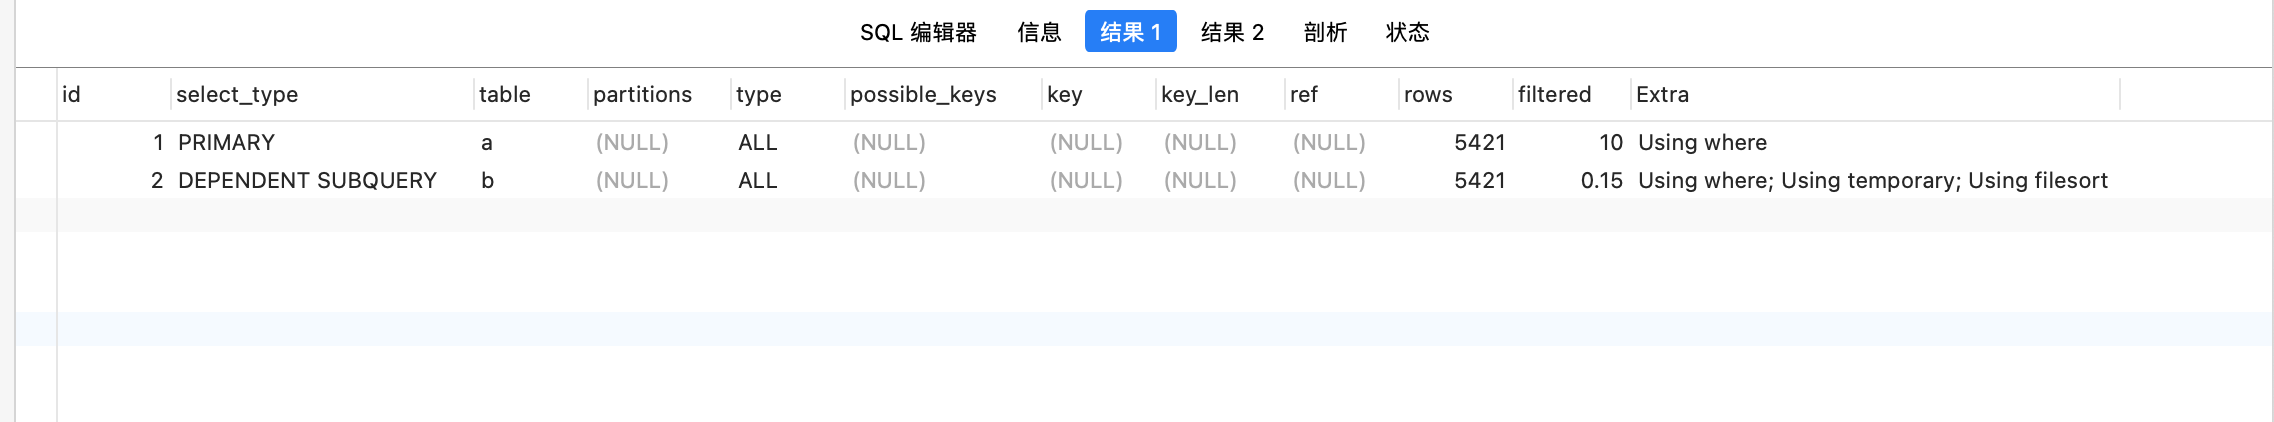 SQL 编辑器 信息 结果 1 结果 2 剖析 状态
id select_type table partitions type possible_keys key key_len ref rows filtered Extra
1 PRIMARY a (NULL) ALL (NULL) (NULL) (NULL) (NULL) 5421 10 Using where
2 DEPENDENT SUBQUERY b (NULL) ALL (NULL) (NULL) (NULL) (NULL) 5421 0.15 Using where; Using temporary; Using filesort